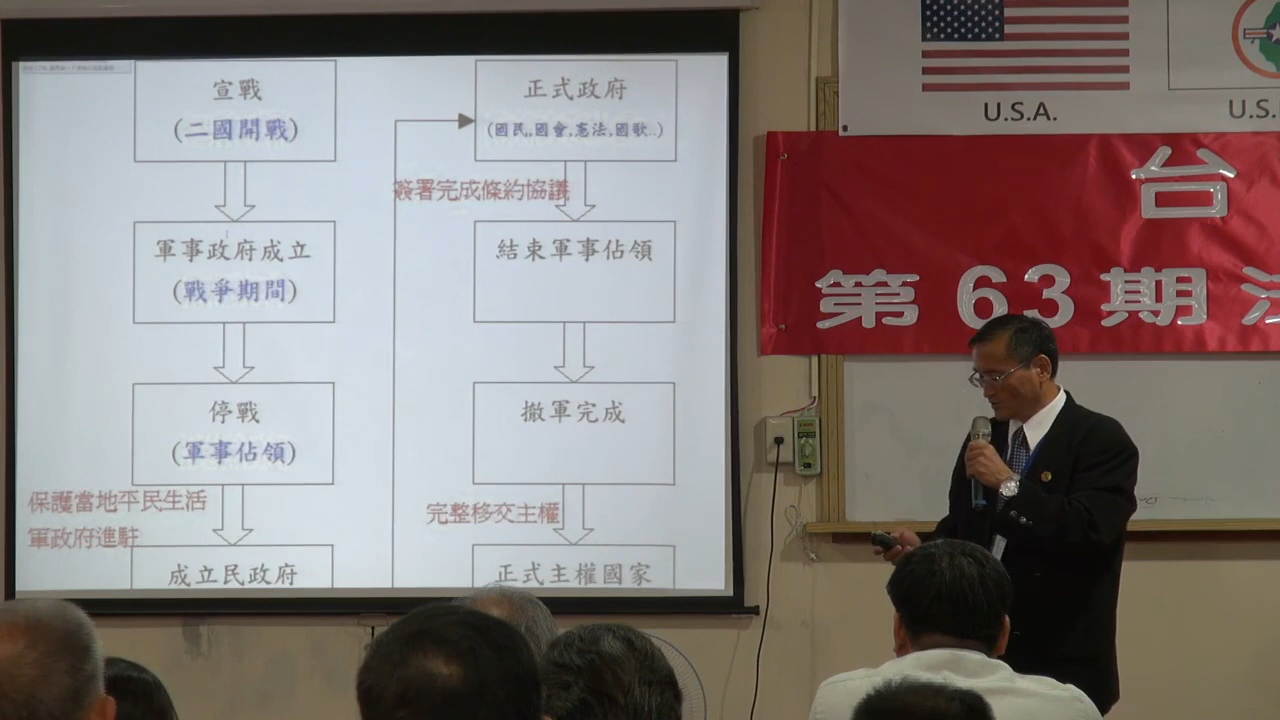 宣戰
(二國開戰)
軍事政府成立
(戰爭期間)
停戰
(軍事佔領)
保護當地平民生活
軍政府進駐
成立民政府
正式政府
(國民,國會,憲法,國歌..)
簽署完成條約協議
結束軍事佔領
撤軍完成
完整移交主權
正式主權國家
U.S.A.
U.S.
台
第63期